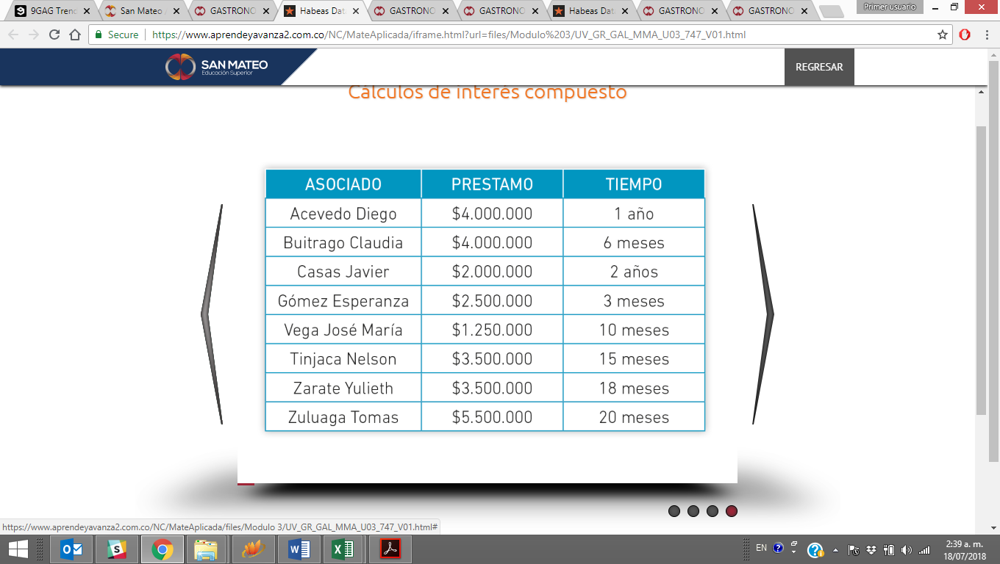 9GAG Trend San Mateo GASTRONO Habeas Dat GASTRONO GASTRONO Habeas Dat GASTRONO GASTRONO Primer usuario
Secure https://www.aprendeyavanza2.com.co/NC/MateAplicada/iframe.html?url=files/Modulo%203/UV_GR_GAL_MMA_U03_747_V01.html
SAN MATEO
Educación Superior
REGRESAR
Cálculos de interés compuesto
ASOCIADO PRESTAMO TIEMPO
Acevedo Diego $4.000.000 1 año
Buitrago Claudia $4.000.000 6 meses
Casas Javier $2.000.000 2 años
Gómez Esperanza $2.500.000 3 meses
Vega José María $1.250.000 10 meses
Tinjaca Nelson $3.500.000 15 meses
Zarate Yulieth $3.500.000 18 meses
Zuluaga Tomas $5.500.000 20 meses
https://www.aprendeyavanza2.com.co/NC/MateAplicada/files/Modulo 3/UV_GR_GAL_MMA_U03_747_V01.html#
EN
2:39 a. m.
18/07/2018